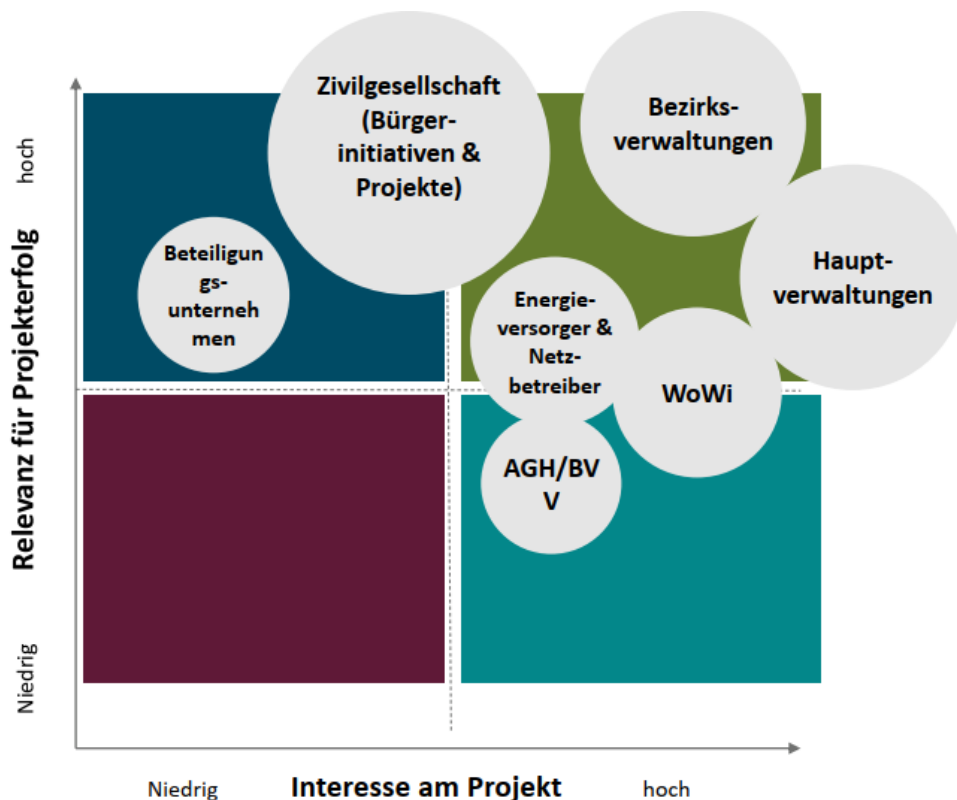 Zivilgesellschaft
(Bürger-
initiativen &
Projekte)
Bezirks-
verwaltungen
Haupt-
verwaltungen
Beteiligun
gs-
unterneh
men
Energie-
versorger &
Netz-
betreiber
WoWi
AGH/BV
V
hoch
Relevanz für Projekterfolg
Niedrig
Niedrig
Interesse am Projekt
hoch